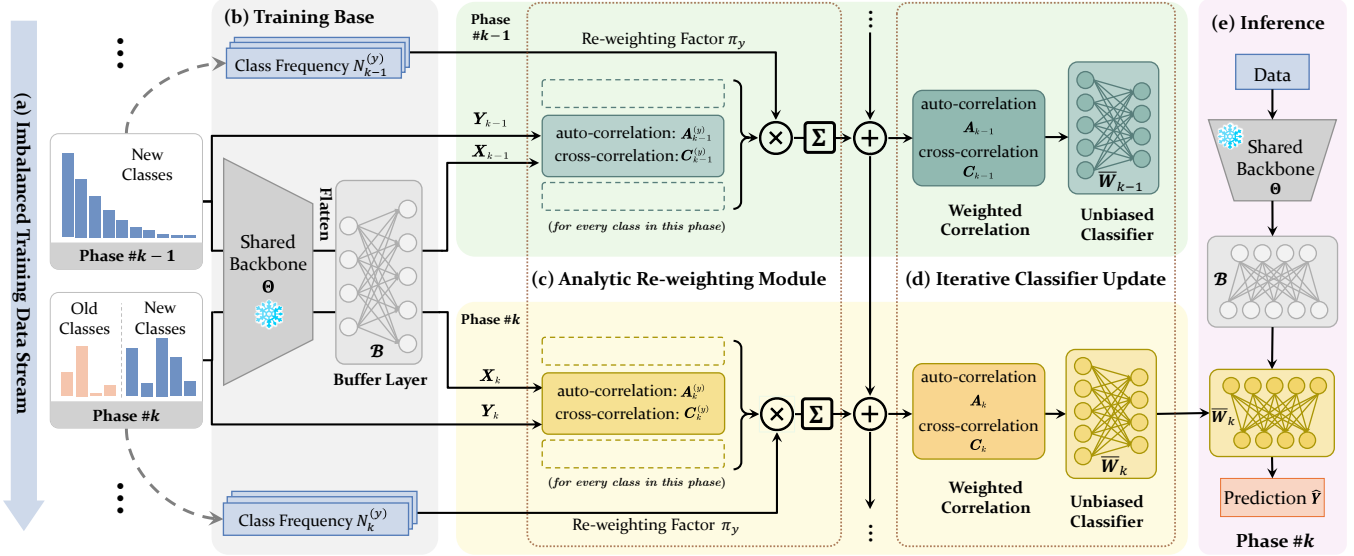 (a) Imbalanced Training Data Stream
New
Classes
Phase #k − 1
Old
Classes
New
Classes
Phase #k
(b) Training Base
Class Frequency N_{k−1}^{(y)}
Shared
Backbone
Θ
Flatten
ℬ
Buffer Layer
Class Frequency N_k^{(y)}
Phase
#k−1
Re-weighting Factor π_y
Y_{k−1}
X_{k−1}
auto-correlation: A_{k−1}^{(y)}
cross-correlation: C_{k−1}^{(y)}
(for every class in this phase)
×
Σ
+
auto-correlation
A_{k−1}
cross-correlation
C_{k−1}
Weighted
Correlation
W̅_{k−1}
Unbiased
Classifier
(c) Analytic Re-weighting Module
(d) Iterative Classifier Update
Phase #k
X_k
Y_k
auto-correlation: A_k^{(y)}
cross-correlation: C_k^{(y)}
(for every class in this phase)
×
Σ
+
Re-weighting Factor π_y
auto-correlation
A_k
cross-correlation
C_k
Weighted
Correlation
W̅_k
Unbiased
Classifier
(e) Inference
Data
Shared
Backbone
Θ
ℬ
W̅_k
Prediction Ŷ
Phase #k